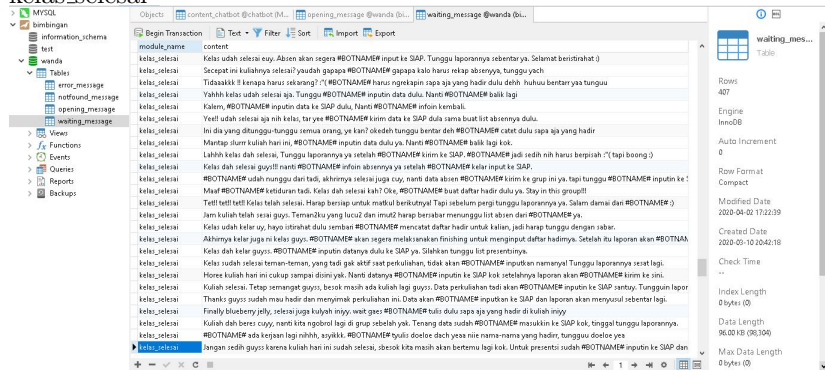 kelas_selesai
MYSQL
bimbingan
information_schema
test
wanda
Tables
error_message
notfound_message
opening_message
waiting_message
Views
fx Functions
Events
Queries
Reports
Backups
Objects content_chatbot @chatbot (M... opening_message @wanda (bi... waiting_message @wanda (bi...
Begin Transaction Text Filter Sort Import Export
module_name content
kelas_selesai Kelas udah selesai euy. Absen akan segera #BOTNAME# input ke SIAP. Tunggu laporannya sebentar ya. Selamat beristirahat :)
kelas_selesai Secepat ini kuliahnya selesai? yaudah gapapa #BOTNAME# gapapa kalo harus rekap absenyya, tunggu yach
kelas_selesai Tidaaakkk !! kenapa harus sekarang? :"( #BOTNAME# harus ngrekapin sapa aja yang hadir dulu dehh huhuu bentarr yaa tunguu
kelas_selesai Yahhh kelas udah selesai aja. Tunggu #BOTNAME# inputin data dulu. Nanti #BOTNAME# balik lagi
kelas_selesai Kalem, #BOTNAME# inputin data ke SIAP dulu, Nanti #BOTNAME# infoin kembali.
kelas_selesai Yee!! udah selesai aja nih kelas, tar yee #BOTNAME# kirim data ke SIAP dula sama buat list absennya dulu.
kelas_selesai Ini dia yang ditunggu-tunggu semua orang, ye kan? okedeh tunggu bentar deh #BOTNAME# catet dulu sapa aja yang hadir
kelas_selesai Mantap slurr kuliah hari ini, #BOTNAME# inputin data dulu ya. Nanti #BOTNAME# balik lagi kok.
kelas_selesai Lahhh kelas dah selesai, Tunggu laporannya ya setelah #BOTNAME# kirim ke SIAP. #BOTNAME# jadi sedih nih harus berpisah :"( tapi boong :)
kelas_selesai Kelas dah selesai guys!!! nanti #BOTNAME# infoin absennya ya setelah #BOTNAME# kelar input ke SIAP.
kelas_selesai #BOTNAME# udah nunggu dari tadi, akhrirnya selesai juga cuy, nanti data absen #BOTNAME# kirim ke grup ini ya. tapi tunggu #BOTNAME# inputin ke S
kelas_selesai Maaf #BOTNAME# ketiduran tadi. Kelas dah selesai kah? Oke, #BOTNAME# buat daftar hadir dulu ya. Stay in this group!!!
kelas_selesai Tet!! tet!! tet!! Kelas telah selesai. Harap bersiap untuk matkul berikutnya! Tapi sebelum pergi tunggu laporannya ya. Salam damai dari #BOTNAME# :)
kelas_selesai Jam kuliah telah sesai guys. Teman2ku yang lucu2 dan imut2 harap bersabar menunggu list absen dari #BOTNAME# ya.
kelas_selesai Kelas udah kelar uy, hayo istirahat dulu sembari #BOTNAME# mencatat daftar hadir untuk kalian, jadi harap tunggu dengan sabar.
kelas_selesai Akhirnya kelar juga ni kelas guys. #BOTNAME# akan segera melaksanakan finishing untuk menginput daftar hadirnya. Setelah itu laporan akan #BOTNAM
kelas_selesai Kelas dah kelar guyss. #BOTNAME# inputin datanya dulu ke SIAP ya. Silahkan tunggu list presentsinya.
kelas_selesai Kelas sudah selesai teman-teman, yang tadi gak aktif saat perkuliahan, tidak akan #BOTNAME# inputkan namanya! Tunggu laporannya sesat lagi.
kelas_selesai Horee kuliah hari ini cukup sampai disini yak. Nanti datanya #BOTNAME# inputin ke SIAP kok setelahnya laporan akan #BOTNAME# kirim ke sini.
kelas_selesai Kuliah selesai. Tetap semangat guyss, besok masih ada kuliah lagi guyss. Data perkuliahan tadi akan #BOTNAME# inputin ke SIAP santuy. Tungguin lapor
kelas_selesai Thanks guyss sudah mau hadir dan menyimak perkuliahan ini. Data akan #BOTNAME# inputkan ke SIAP dan laporan akan menyusul sebentar lagi.
kelas_selesai Finally blueberry jelly, selesai juga kulyah iniyy. wait gaes #BOTNAME# tulis dulu sapa aja yang hadir di kuliah iniyy
kelas_selesai Kuliah dah beres cuyy, nanti kita ngobrol lagi di grup sebelah yak. Tenang data sudah #BOTNAME# masukkin ke SIAP kok, tinggal tunggu laporannya.
kelas_selesai #BOTNAME# ada kerjaan lagi nihhh, asyikkk. #BOTNAME# tyulis doeloe dach yeaa niie nama-nama yang hadirr, tungguu doeloe yea
kelas_selesai Jangan sedih guyss karena kuliah hari ini sudah selesai, sbesok kita masih akan bertemu lagi kok. Untuk presentsi sudah #BOTNAME# inputin ke SIAP dan
1
waiting_mes...
Table
Rows
407
Engine
InnoDB
Auto Increment
0
Row Format
Compact
Modified Date
2020-04-02 17:22:39
Created Date
2020-03-10 20:42:18
Check Time
--
Index Length
0 bytes (0)
Data Length
96.00 KB (98,304)
Max Data Length
0 bytes (0)